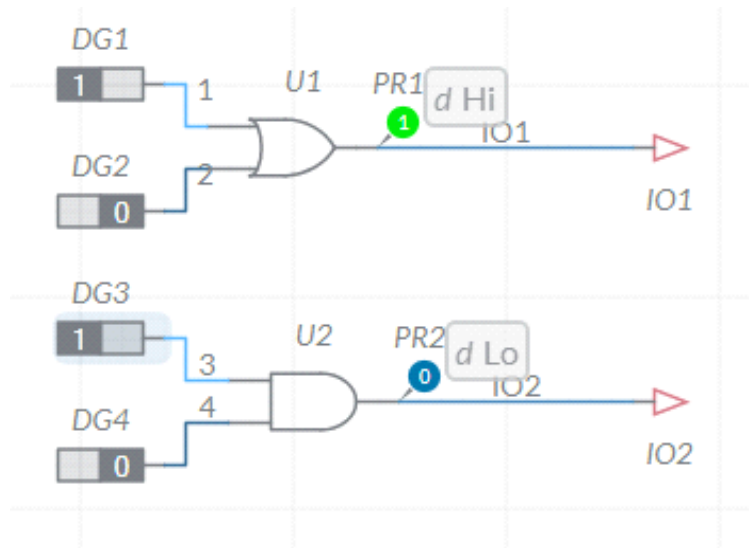 DG1
1
1
U1
PR1
d Hi
1
IO1
DG2
2
0
IO1
DG3
1
3
U2
PR2
d Lo
0
IO2
DG4
4
0
IO2